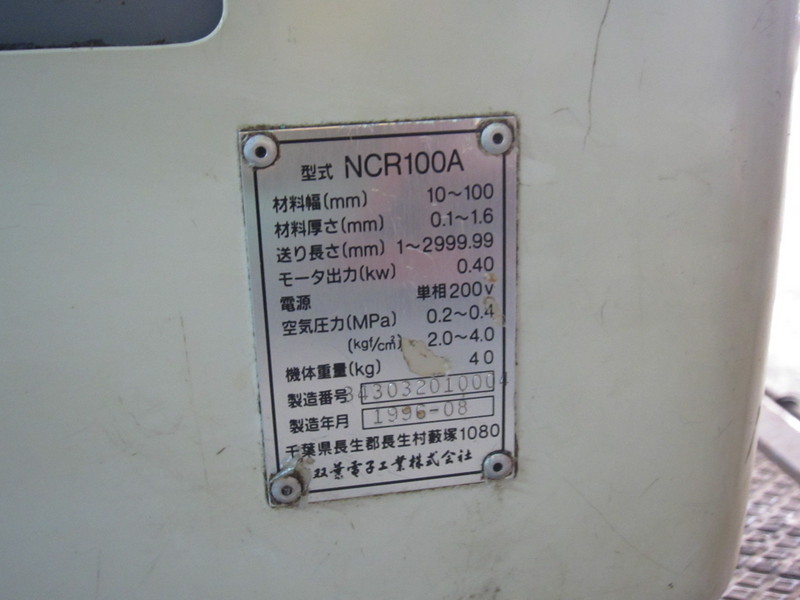 型式 NCR100A
材料幅(mm) 10～100
材料厚さ(mm) 0.1～1.6
送り長さ(mm) 1～2999.99
モータ出力(kw) 0.40
電源 単相200v
空気圧力(MPa) 0.2～0.4
(kgf/c㎡) 2.0～4.0
機体重量(kg) 40
製造番号
製造年月 1996-08
千葉県長生郡長生村藪塚1080
双葉電子工業株式会社